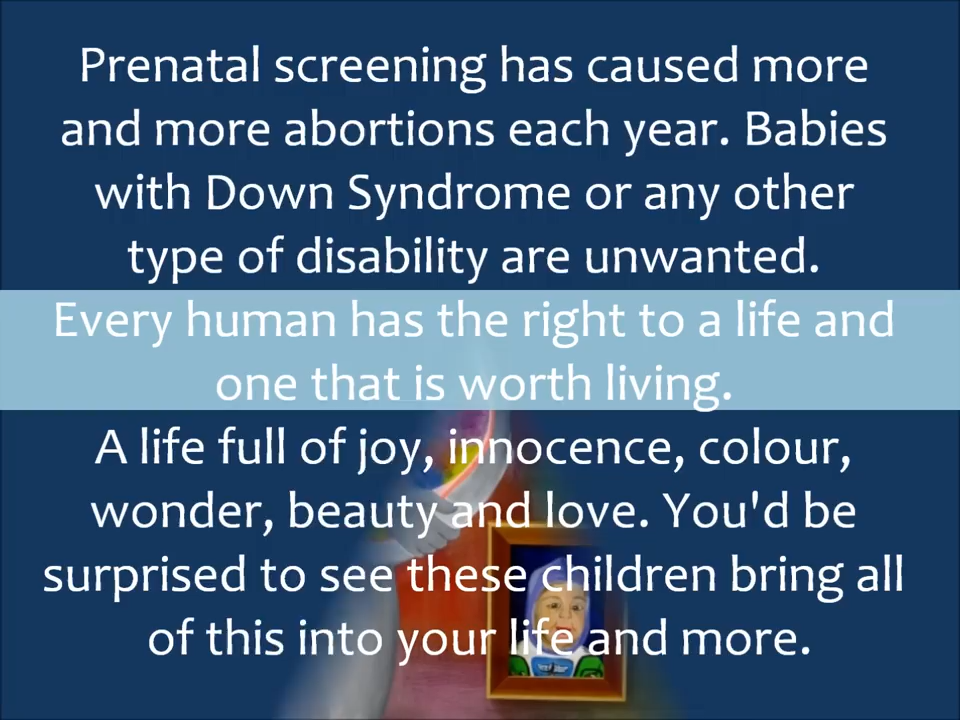 Prenatal screening has caused more
and more abortions each year. Babies
with Down Syndrome or any other
type of disability are unwanted.
Every human has the right to a life and
one that is worth living.
A life full of joy, innocence, colour,
wonder, beauty and love. You'd be
surprised to see these children bring all
of this into your life and more.